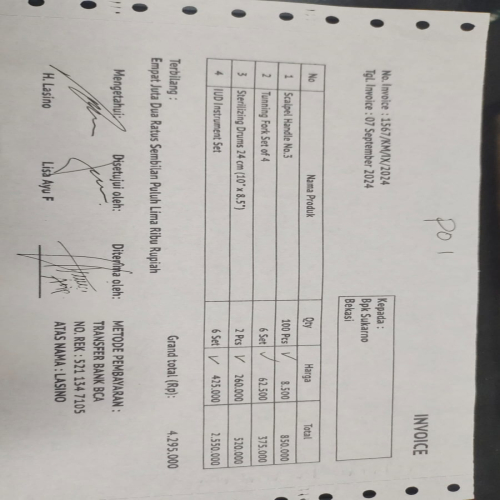 INVOICE
PO 1
No. Invoice : 1567/KM/IX/2024
Tgl. Invoice : 07 September 2024
Kepada :
Bpk Sukarno
Bekasi
No Nama Produk Qty Harga Total
1 Scalpel Handle No.3 100 Pcs 8.500 850.000
2 Tunning Fork Set of 4 6 Set 62.500 375.000
3 Sterilizing Drums 24 cm (10" x 8.5") 2 Pcs 260.000 520.000
4 IUD Instrument Set 6 Set 425.000 2.550.000
Grand total (Rp): 4.295.000
Terbilang :
Empat Juta Dua Ratus Sembilan Puluh Lima Ribu Rupiah
Mengetahui: Disetujui oleh: Diterima oleh:
H.Lasino Lisa Ayu F
METODE PEMBAYARAN :
TRANSFER BANK BCA
NO. REK : 521 134 7105
ATAS NAMA : LASINO